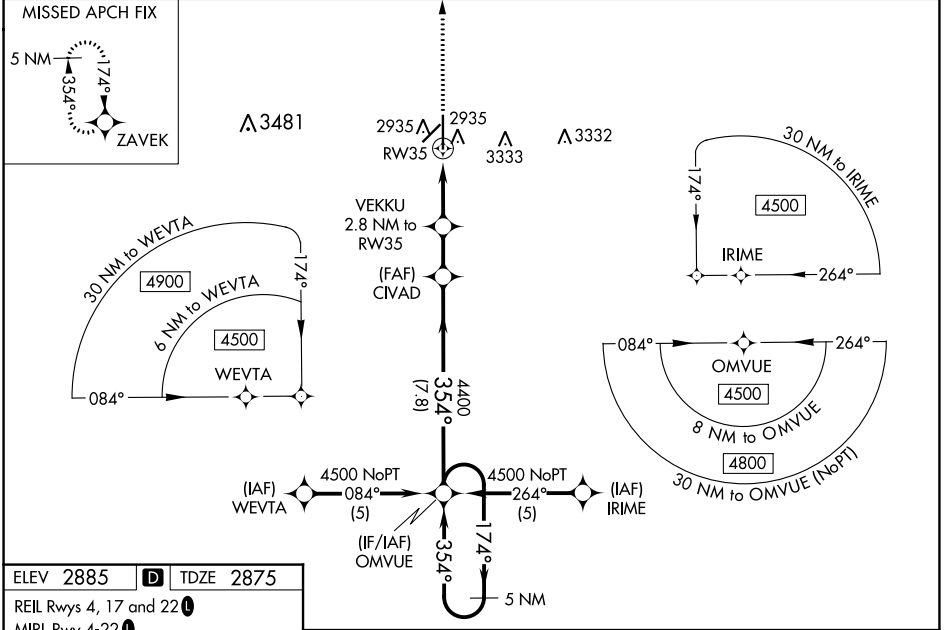 MISSED APCH FIX
5 NM
354°
174°
ZAVEK
3481
2935
2935
RW35
3333
3332
VEKKU
2.8 NM to
RW35
(FAF)
CIVAD
30 NM to WEVTA
4900
174°
6 NM to WEVTA
4500
WEVTA
084°
30 NM to IRIME
174°
4500
IRIME
264°
084°
264°
OMVUE
4500
8 NM to OMVUE
4800
30 NM to OMVUE (NoPT)
354°
(7.8)
4400
(IAF)
WEVTA
4500 NoPT
084°
(5)
4500 NoPT
264°
(5)
(IAF)
IRIME
(IF/IAF)
OMVUE
354°
174°
5 NM
ELEV 2885 D TDZE 2875
REIL Rwys 4, 17 and 22 L
MIRL Rwy 4-22 L